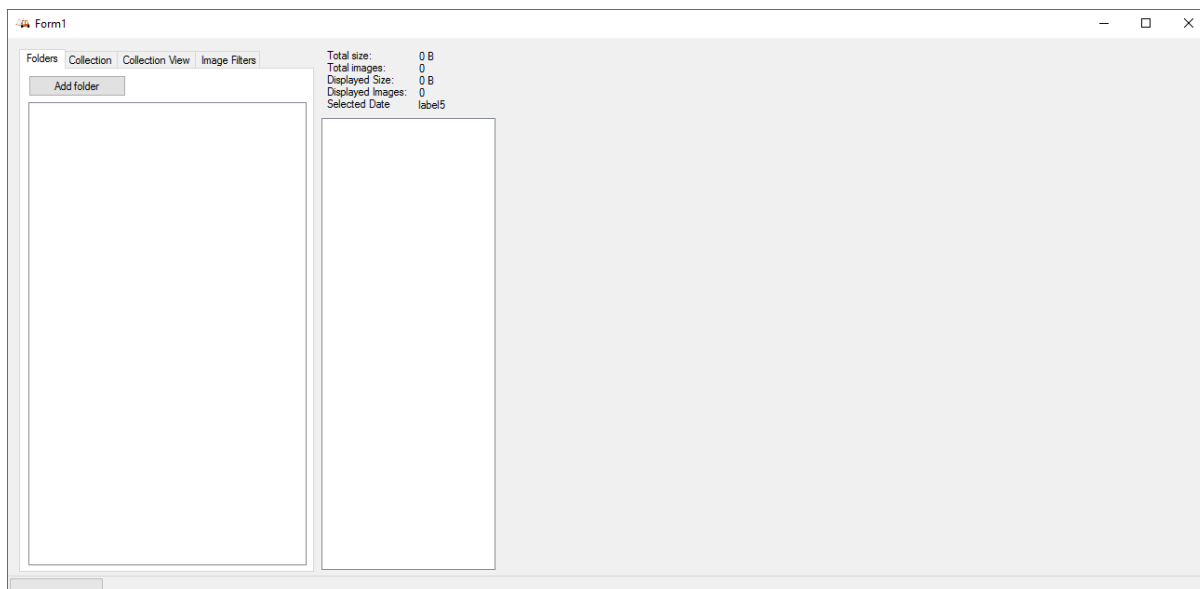 Form1
Folders Collection Collection View Image Filters
Add folder
Total size: 0 B
Total images: 0
Displayed Size: 0 B
Displayed Images: 0
Selected Date label5